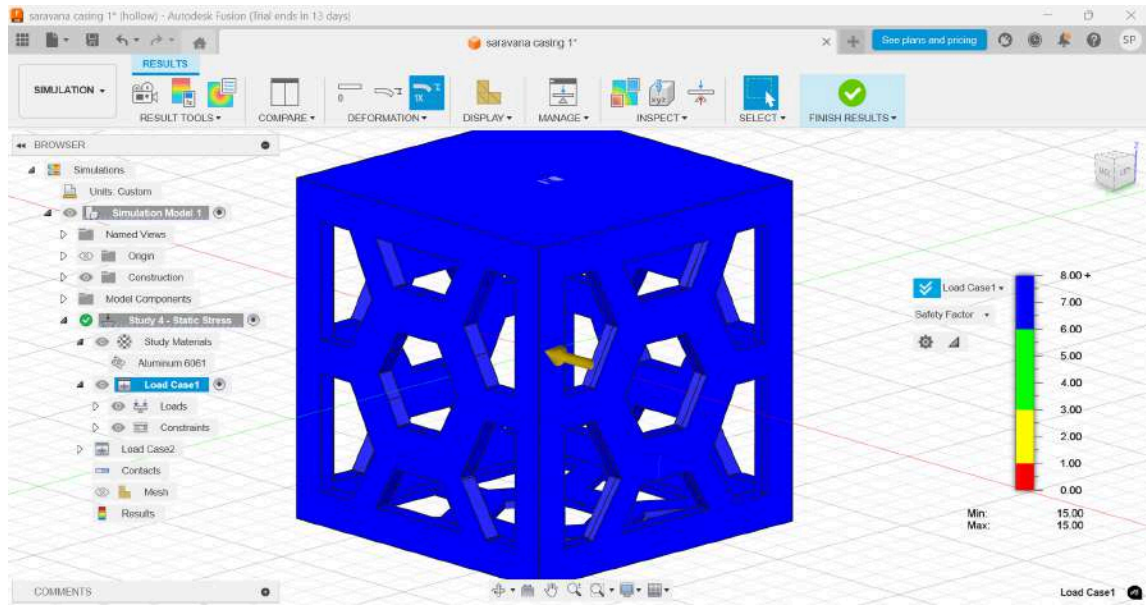 saravana casing 1* (hollow) - Autodesk Fusion (Trial ends in 13 days)
saravana casing 1*
See plans and pricing
SP
RESULTS
SIMULATION
RESULT TOOLS
COMPARE
DEFORMATION
DISPLAY
MANAGE
INSPECT
SELECT
FINISH RESULTS
BROWSER
Simulations
Units: Custom
Simulation Model 1
Named Views
Origin
Construction
Model Components
Study 4 - Static Stress
Study Materials
Aluminum 6061
Load Case1
Loads
Constraints
Load Case2
Contacts
Mesh
Results
Load Case1
Safety Factor
8.00 +
7.00
6.00
5.00
4.00
3.00
2.00
1.00
0.00
Min: 15.00
Max: 15.00
COMMENTS
Load Case1